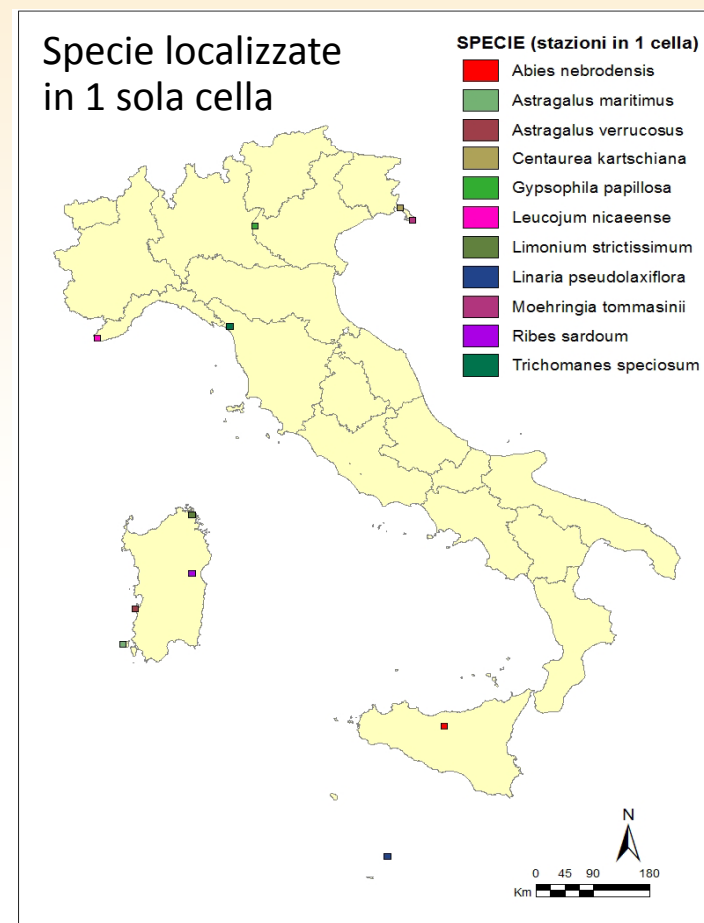 Specie localizzate
in 1 sola cella
SPECIE (stazioni in 1 cella)
Abies nebrodensis
Astragalus maritimus
Astragalus verrucosus
Centaurea kartschiana
Gypsophila papillosa
Leucojum nicaeense
Limonium strictissimum
Linaria pseudolaxiflora
Moehringia tommasinii
Ribes sardoum
Trichomanes speciosum
N
0 45 90 180
Km